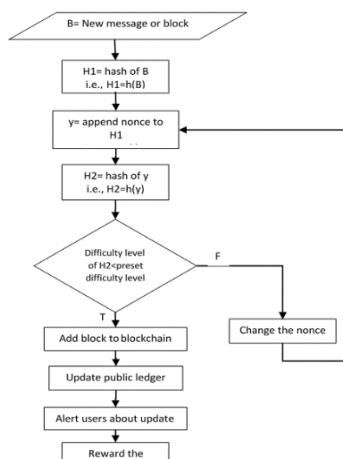 B= New message or block
H1= hash of B
i.e., H1=h(B)
y= append nonce to
H1
H2= hash of y
i.e., H2=h(y)
Difficulty level
of H2<preset
difficulty level
F
T
Change the nonce
Add block to blockchain
Update public ledger
Alert users about update
Reward the